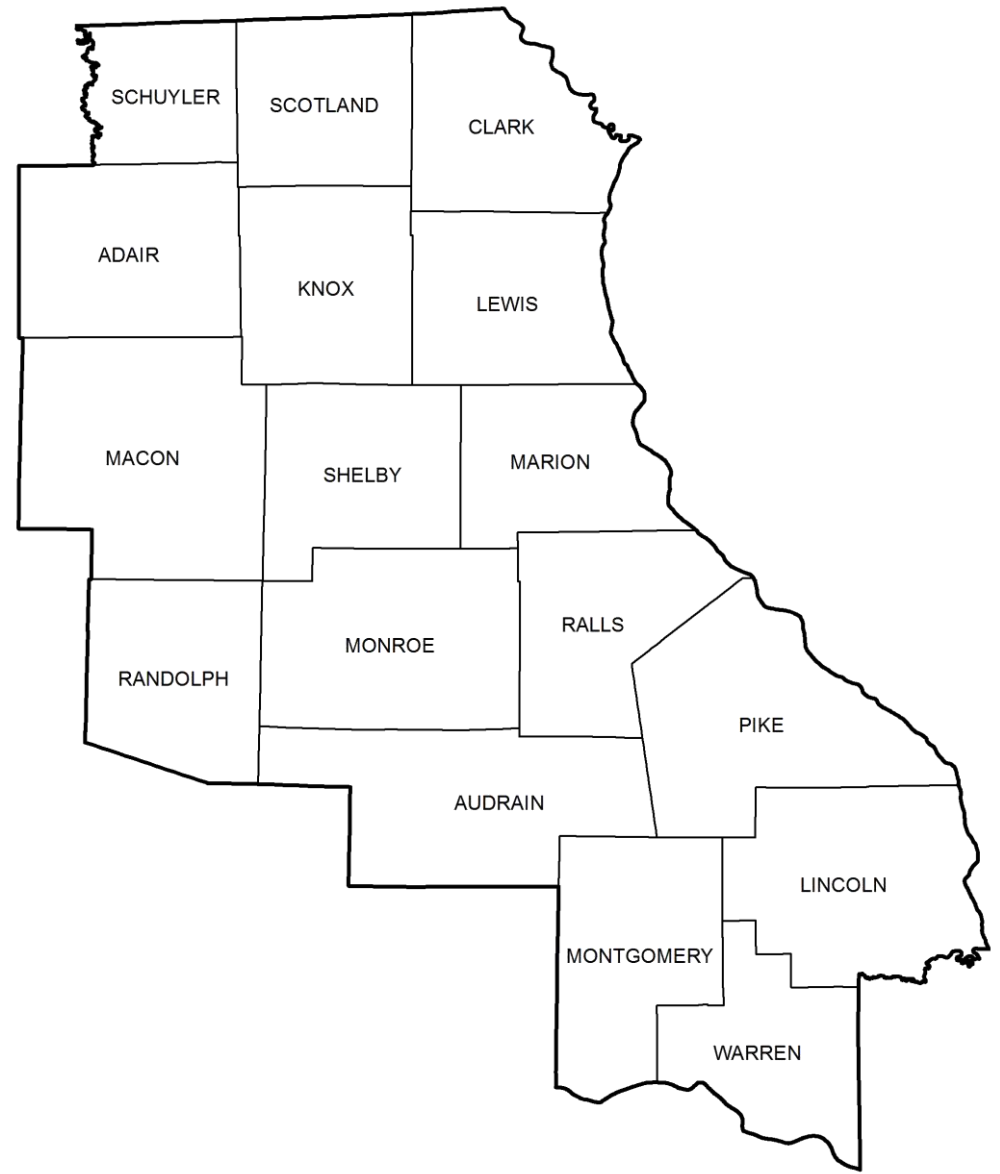 SCHUYLER
SCOTLAND
CLARK
ADAIR
KNOX
LEWIS
MACON
SHELBY
MARION
RANDOLPH
MONROE
RALLS
PIKE
AUDRAIN
LINCOLN
MONTGOMERY
WARREN